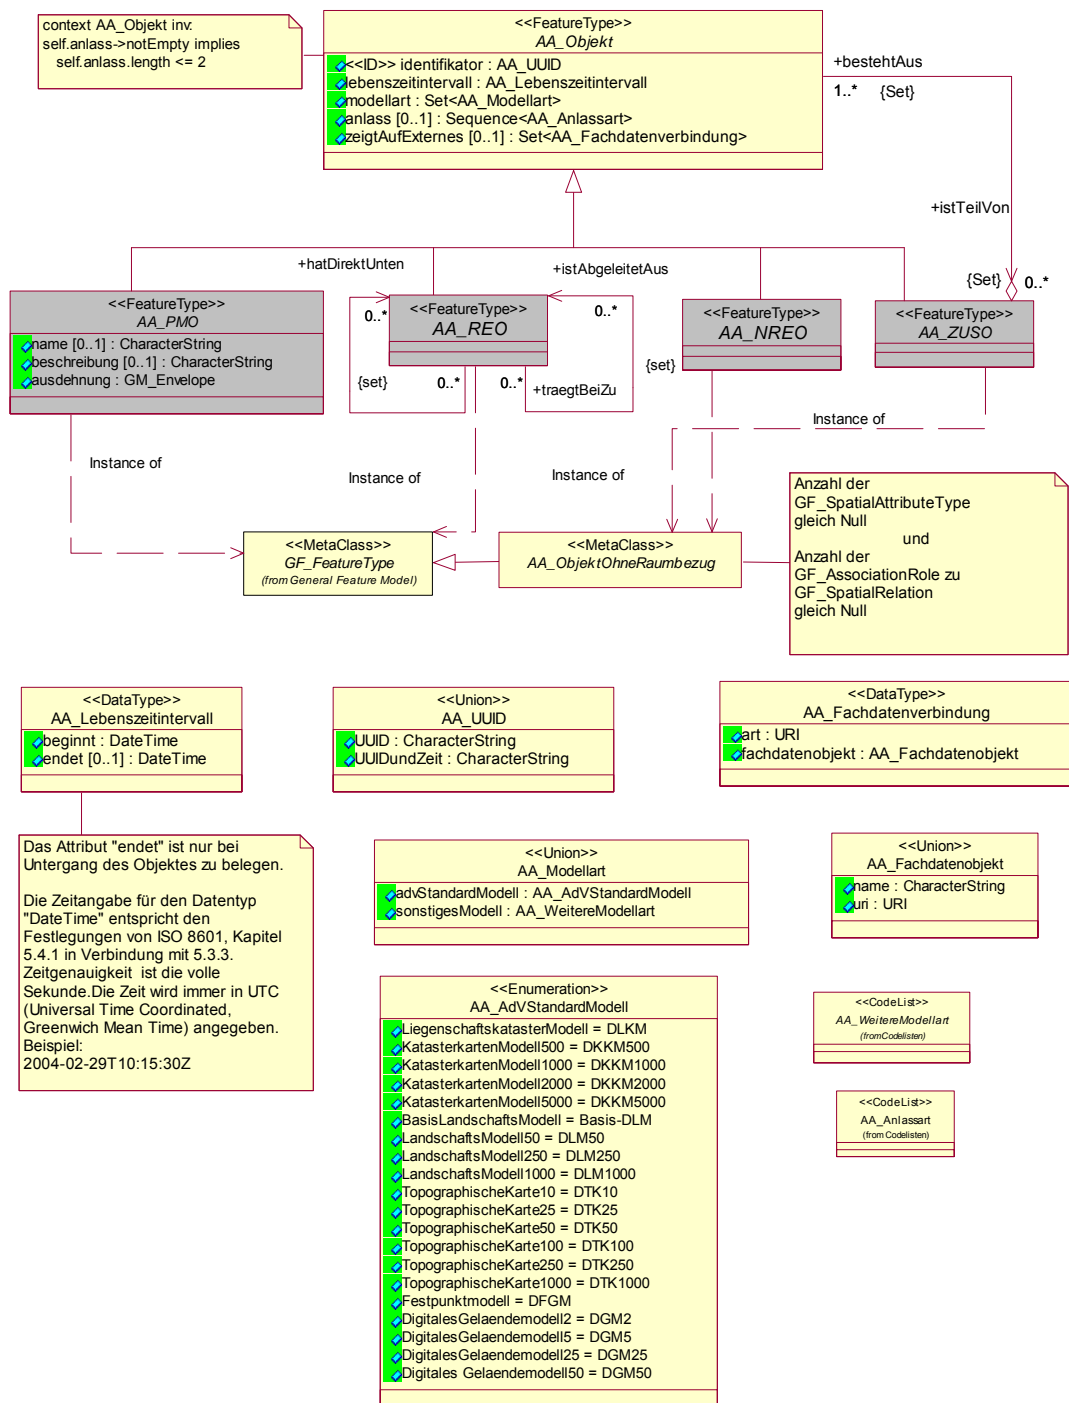 context AA_Objekt inv:
self.anlass->notEmpty implies
self.anlass.length <= 2
<<FeatureType>>
AA_Objekt
<<ID>> identifikator : AA_UUID
lebenszeitintervall : AA_Lebenszeitintervall
modellart : Set<AA_Modellart>
anlass [0..1] : Sequence<AA_Anlassart>
zeigtAufExternes [0..1] : Set<AA_Fachdatenverbindung>
+bestehtAus
1..* {Set}
+istTeilVon
{Set} 0..*
+hatDirektUnten
+istAbgeleitetAus
<<FeatureType>>
AA_PMO
name [0..1] : CharacterString
beschreibung [0..1] : CharacterString
ausdehnung : GM_Envelope
<<FeatureType>>
AA_REO
0..*
0..*
{set}
0..*
0..*
+traegtBeiZu
<<FeatureType>>
AA_NREO
{set}
<<FeatureType>>
AA_ZUSO
Instance of
Instance of
Instance of
Instance of
<<MetaClass>>
GF_FeatureType
(from General Feature Model)
<<MetaClass>>
AA_ObjektOhneRaumbezug
Anzahl der
GF_SpatialAttributeType
gleich Null
und
Anzahl der
GF_AssociationRole zu
GF_SpatialRelation
gleich Null
<<DataType>>
AA_Lebenszeitintervall
beginnt : DateTime
endet [0..1] : DateTime
<<Union>>
AA_UUID
UUID : CharacterString
UUIDundZeit : CharacterString
<<DataType>>
AA_Fachdatenverbindung
art : URI
fachdatenobjekt : AA_Fachdatenobjekt
Das Attribut "endet" ist nur bei
Untergang des Objektes zu belegen.
Die Zeitangabe für den Datentyp
"DateTime" entspricht den
Festlegungen von ISO 8601, Kapitel
5.4.1 in Verbindung mit 5.3.3.
Zeitgenauigkeit ist die volle
Sekunde.Die Zeit wird immer in UTC
(Universal Time Coordinated,
Greenwich Mean Time) angegeben.
Beispiel:
2004-02-29T10:15:30Z
<<Union>>
AA_Modellart
advStandardModell : AA_AdVStandardModell
sonstigesModell : AA_WeitereModellart
<<Union>>
AA_Fachdatenobjekt
name : CharacterString
uri : URI
<<Enumeration>>
AA_AdVStandardModell
LiegenschaftskatasterModell = DLKM
KatasterkartenModell500 = DKKM500
KatasterkartenModell1000 = DKKM1000
KatasterkartenModell2000 = DKKM2000
KatasterkartenModell5000 = DKKM5000
BasisLandschaftsModell = Basis-DLM
LandschaftsModell50 = DLM50
LandschaftsModell250 = DLM250
LandschaftsModell1000 = DLM1000
TopographischeKarte10 = DTK10
TopographischeKarte25 = DTK25
TopographischeKarte50 = DTK50
TopographischeKarte100 = DTK100
TopographischeKarte250 = DTK250
TopographischeKarte1000 = DTK1000
Festpunktmodell = DFGM
DigitalesGelaendemodell2 = DGM2
DigitalesGelaendemodell5 = DGM5
DigitalesGelaendemodell25 = DGM25
Digitales Gelaendemodell50 = DGM50
<<CodeList>>
AA_WeitereModellart
(fromCodelisten)
<<CodeList>>
AA_Anlassart
(from Codelisten)